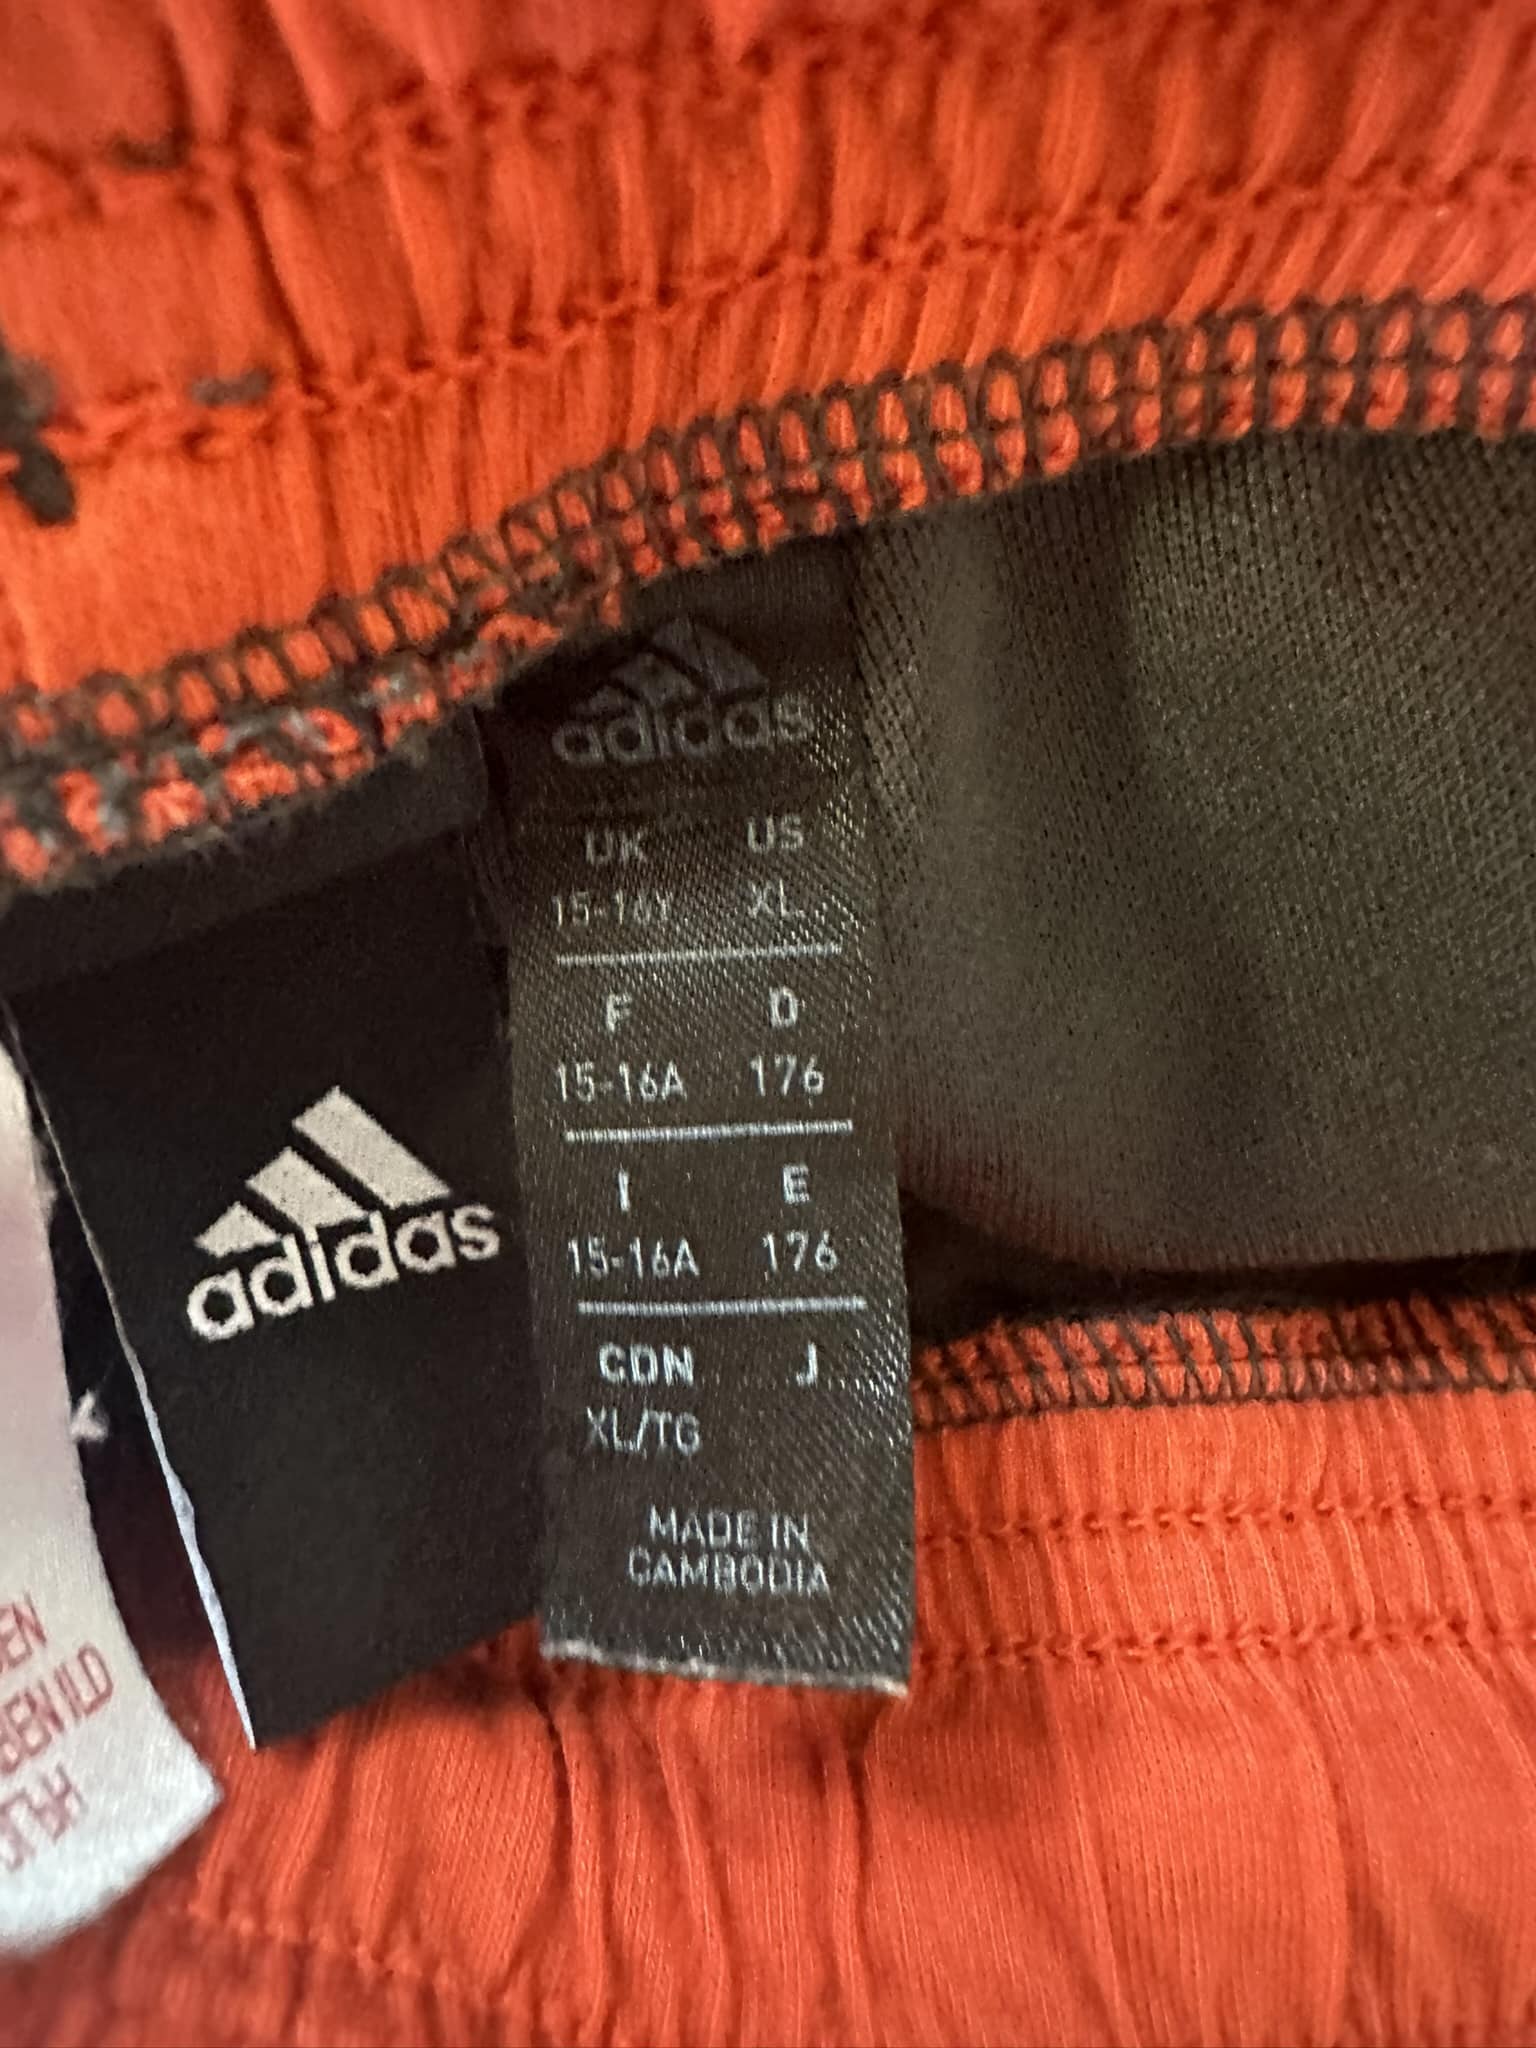 adidas
UK US
15-16Y XL
F D
15-16A 176
I E
15-16A 176
CDN J
XL/TG
MADE IN
CAMBODIA
adidas